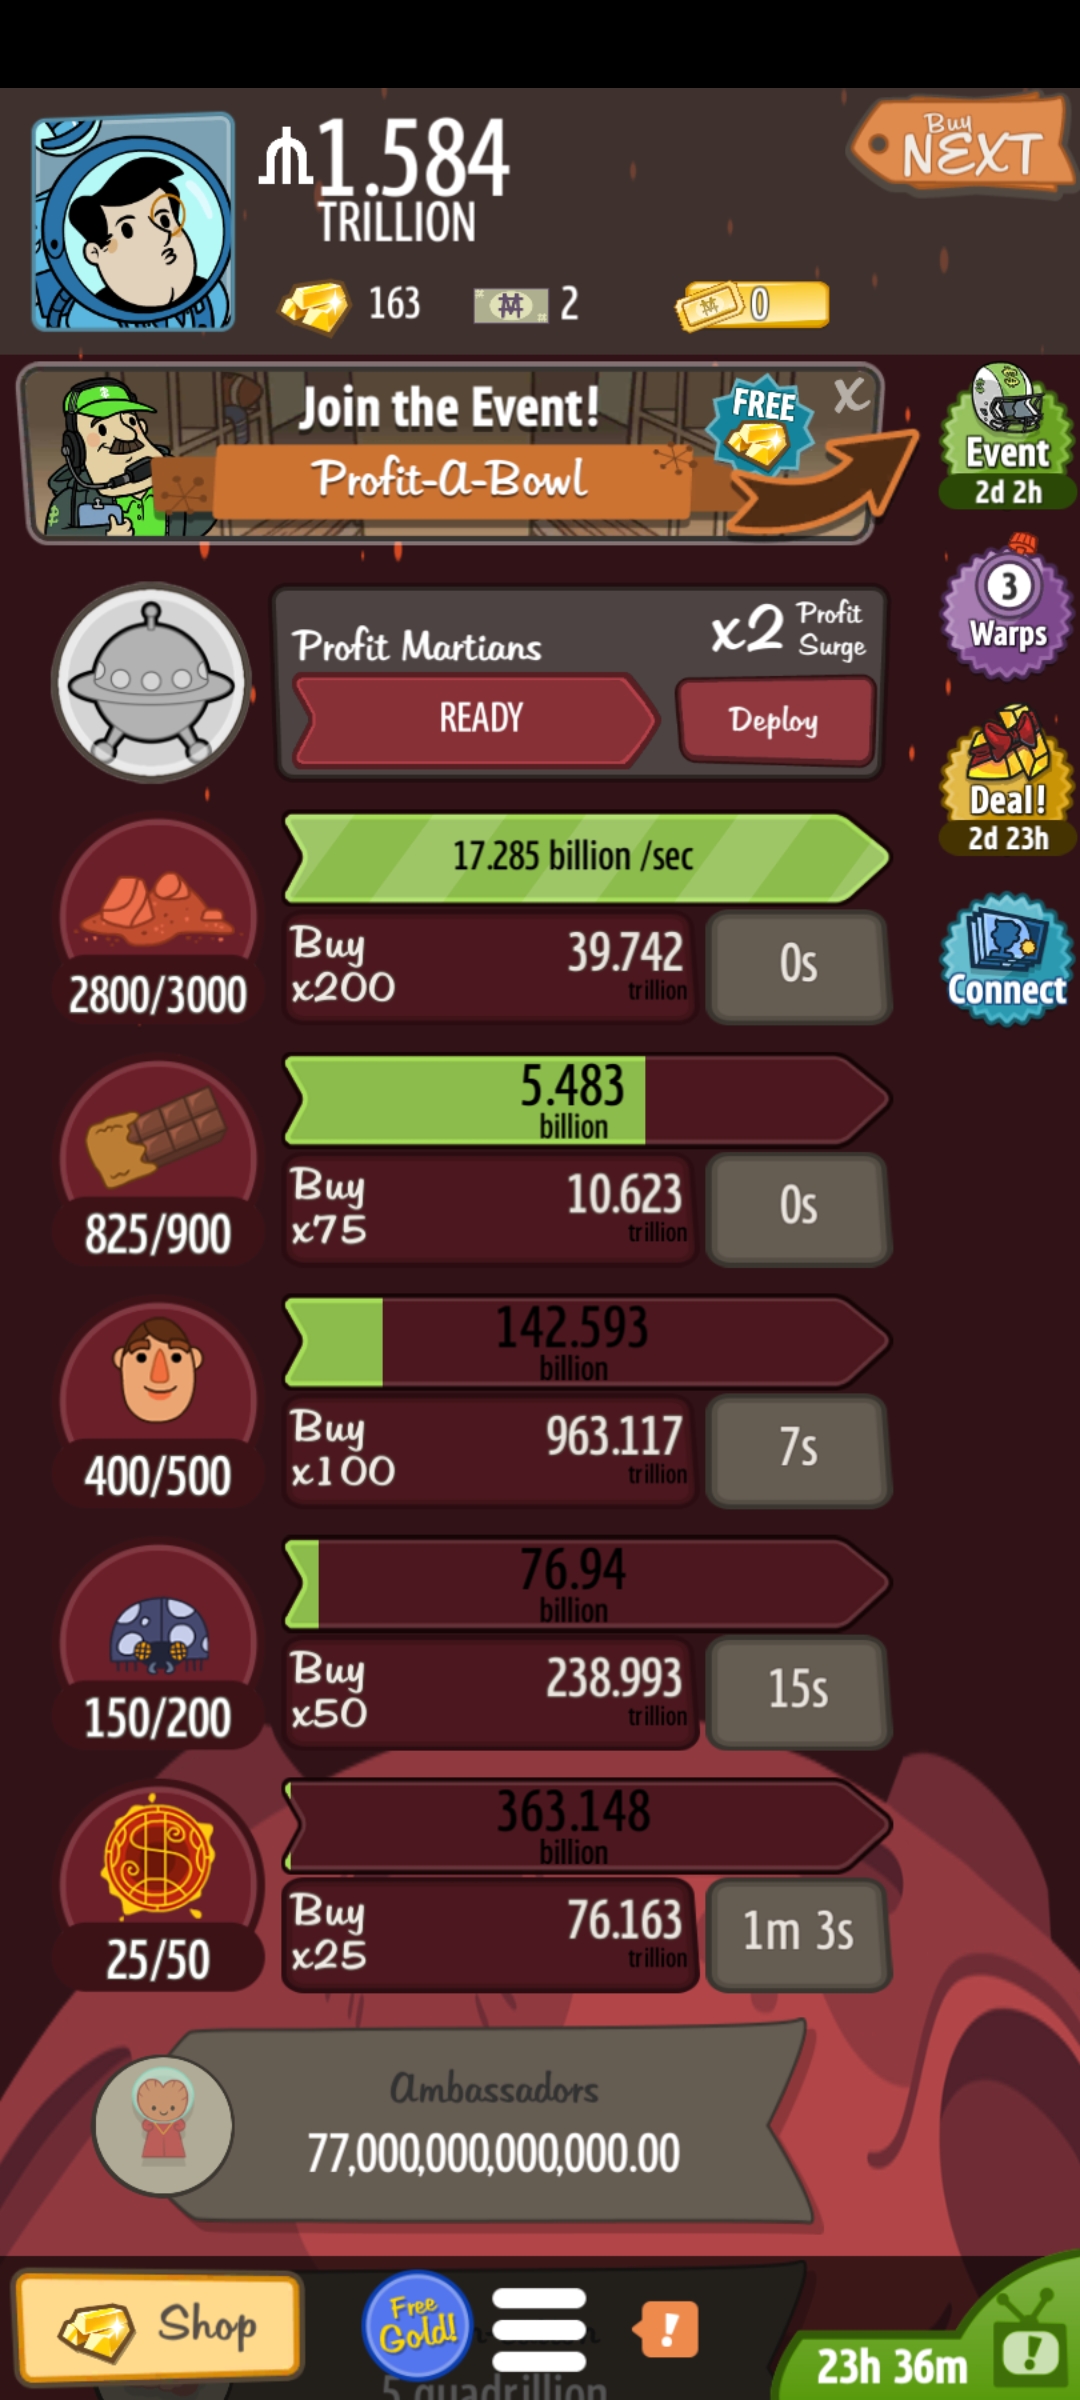 1.584
TRILLION
Buy
NEXT
163
2
0
Join the Event!
FREE
X
Profit-A-Bowl
Event
2d 2h
3
Warps
Profit Martians
x2 Profit
Surge
READY
Deploy
Deal!
2d 23h
17.285 billion /sec
2800/3000
Buy
x200
39.742
trillion
0s
Connect
5.483
billion
825/900
Buy
x75
10.623
trillion
0s
142.593
billion
400/500
Buy
x100
963.117
trillion
7s
76.94
billion
150/200
Buy
x50
238.993
trillion
15s
363.148
billion
25/50
Buy
x25
76.163
trillion
1m 3s
Ambassadors
77,000,000,000,000.00
Shop
Free
Gold!
!
23h 36m
!
5 quadrillion